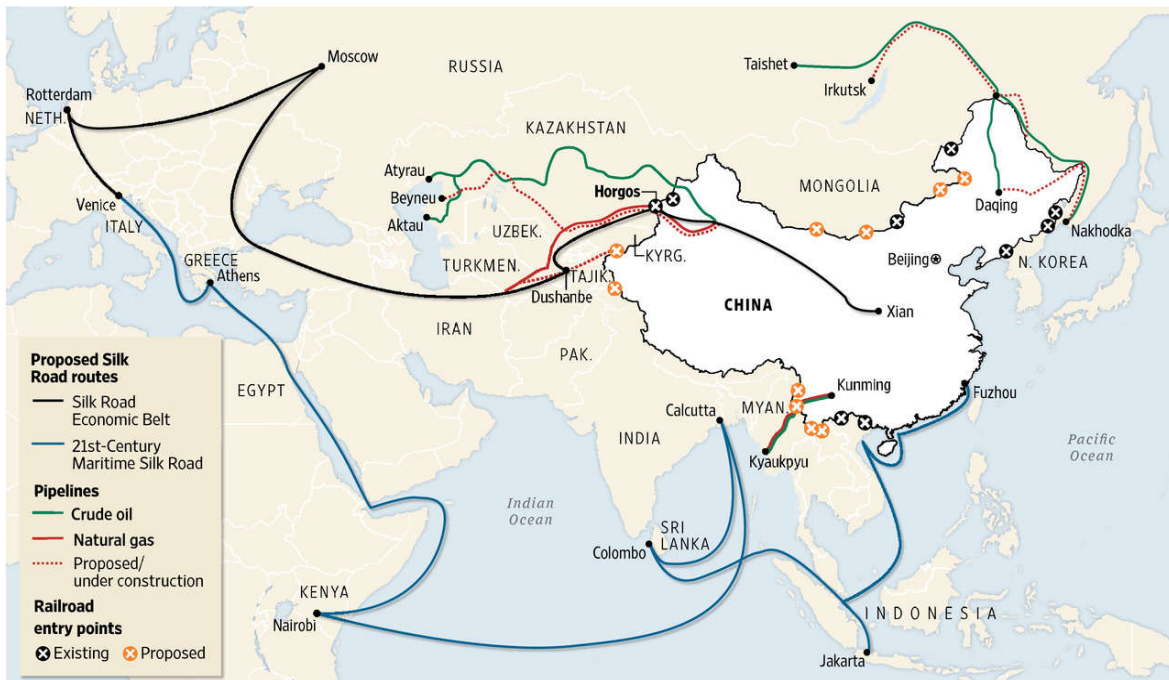 Moscow
RUSSIA
Taishet
Irkutsk
Rotterdam
NETH.
KAZAKHSTAN
Atyrau
Beyneu
Aktau
Horgos
MONGOLIA
Daqing
Nakhodka
Venice
ITALY
UZBEK.
GREECE
Athens
TURKMEN.
KYRG.
TAJIK.
Dushanbe
Beijing
N. KOREA
CHINA
Xian
IRAN
PAK.
EGYPT
Kunming
Fuzhou
Calcutta
MYAN.
INDIA
Kyaukpyu
Pacific
Ocean
Indian
Ocean
SRI
LANKA
Colombo
KENYA
Nairobi
INDONESIA
Jakarta
Proposed Silk
Road routes
Silk Road
Economic Belt
21st-Century
Maritime Silk Road
Pipelines
Crude oil
Natural gas
Proposed/
under construction
Railroad
entry points
Existing
Proposed